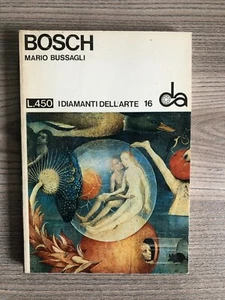 BOSCH
MARIO BUSSAGLI
L.450 I DIAMANTI DELL'ARTE 16
da